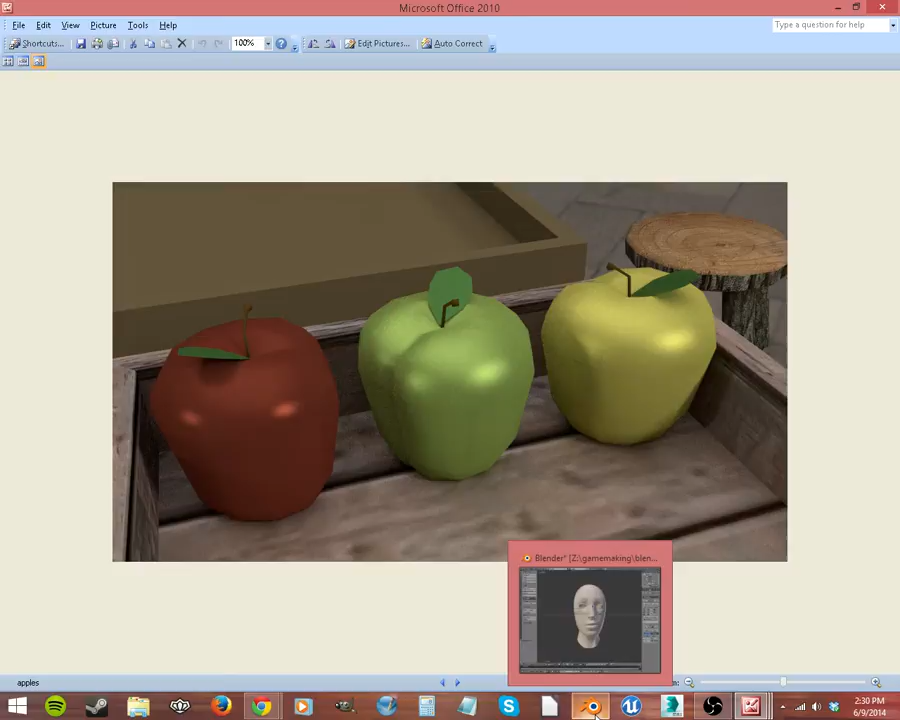 Microsoft Office 2010
File Edit View Picture Tools Help
Type a question for help
Shortcuts...
100%
Edit Pictures...
Auto Correct
Blender* [Z:\gamemaking\blen...
apples
m:
2:30 PM
6/9/2014